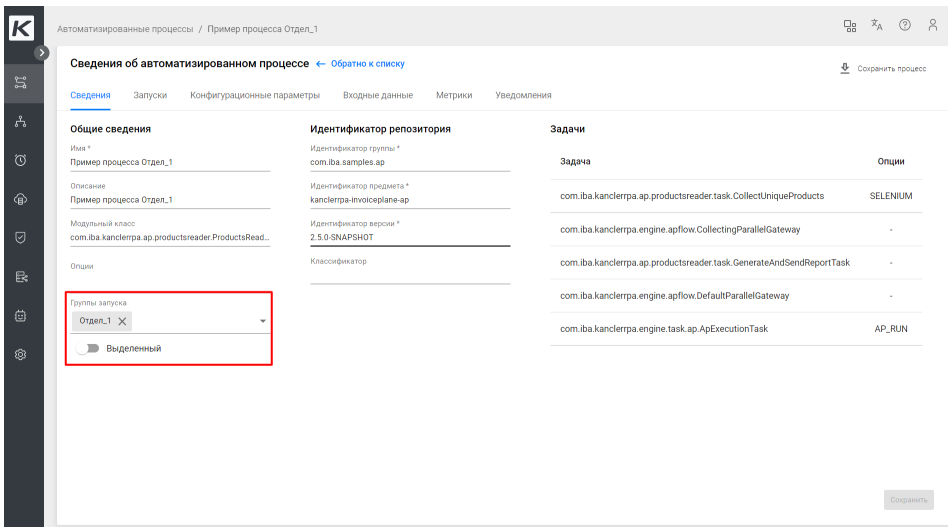 K
Автоматизированные процессы / Пример процесса Отдел_1
Сведения об автоматизированном процессе ← Обратно к списку
Сохранить процесс
Сведения Запуски Конфигурационные параметры Входные данные Метрики Уведомления
Общие сведения
Имя *
Пример процесса Отдел_1
Описание
Пример процесса Отдел_1
Модульный класс
com.iba.kanclerrpa.ap.productsreader.ProductsRead...
Опции
Группы запуска
Отдел_1
Выделенный
Идентификатор репозитория
Идентификатор группы *
com.iba.samples.ap
Идентификатор предмета *
kanclerrpa-invoiceplane-ap
Идентификатор версии *
2.5.0-SNAPSHOT
Классификатор
Задачи
Задача Опции
com.iba.kanclerrpa.ap.productsreader.task.CollectUniqueProducts SELENIUM
com.iba.kanclerrpa.engine.apflow.CollectingParallelGateway -
com.iba.kanclerrpa.ap.productsreader.task.GenerateAndSendReportTask -
com.iba.kanclerrpa.engine.apflow.DefaultParallelGateway -
com.iba.kanclerrpa.engine.task.ap.ApExecutionTask AP_RUN
Сохранить